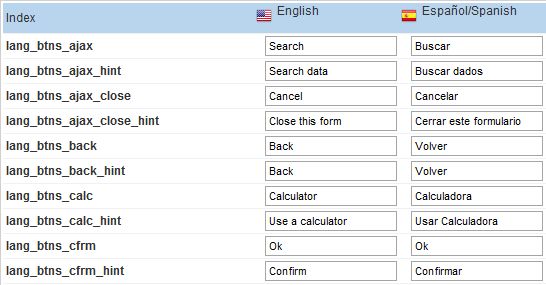 Index English Español/Spanish
lang_btns_ajax Search Buscar
lang_btns_ajax_hint Search data Buscar dados
lang_btns_ajax_close Cancel Cancelar
lang_btns_ajax_close_hint Close this form Cerrar este formulario
lang_btns_back Back Volver
lang_btns_back_hint Back Volver
lang_btns_calc Calculator Calculadora
lang_btns_calc_hint Use a calculator Usar Calculadora
lang_btns_cfrm Ok Ok
lang_btns_cfrm_hint Confirm Confirmar